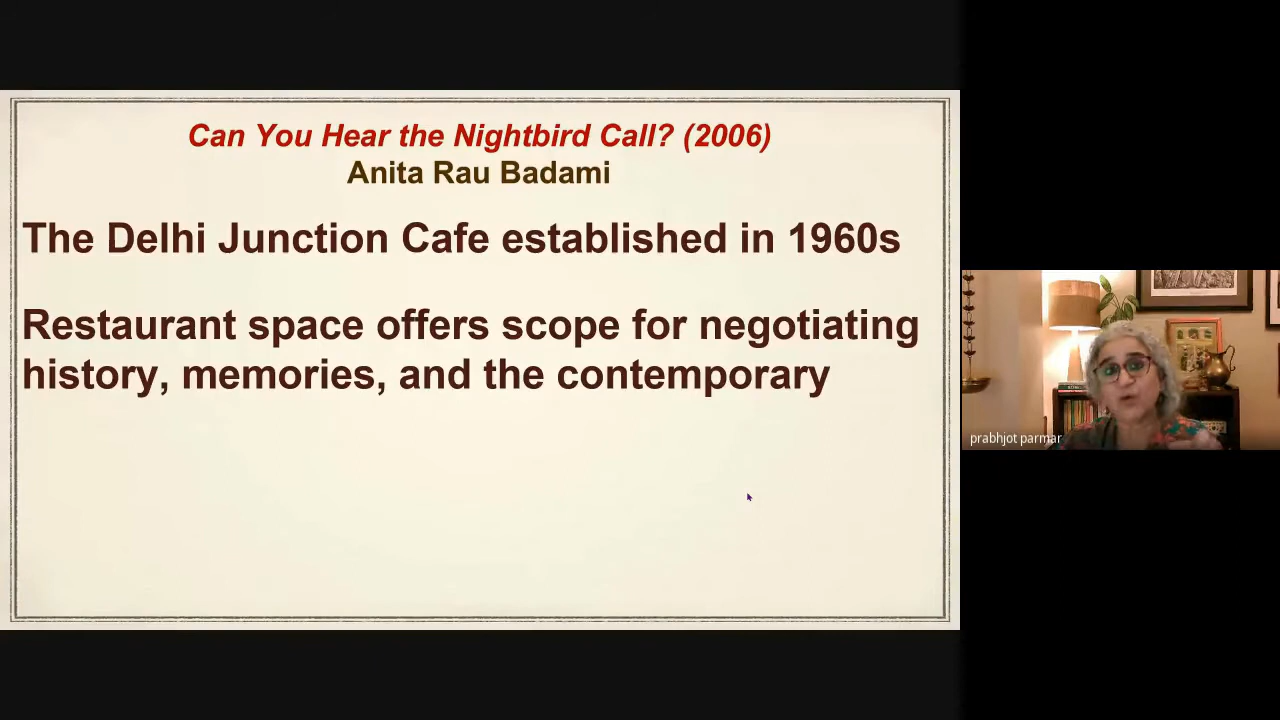 Can You Hear the Nightbird Call? (2006)
Anita Rau Badami
The Delhi Junction Cafe established in 1960s
Restaurant space offers scope for negotiating
history, memories, and the contemporary
prabhjot parmar